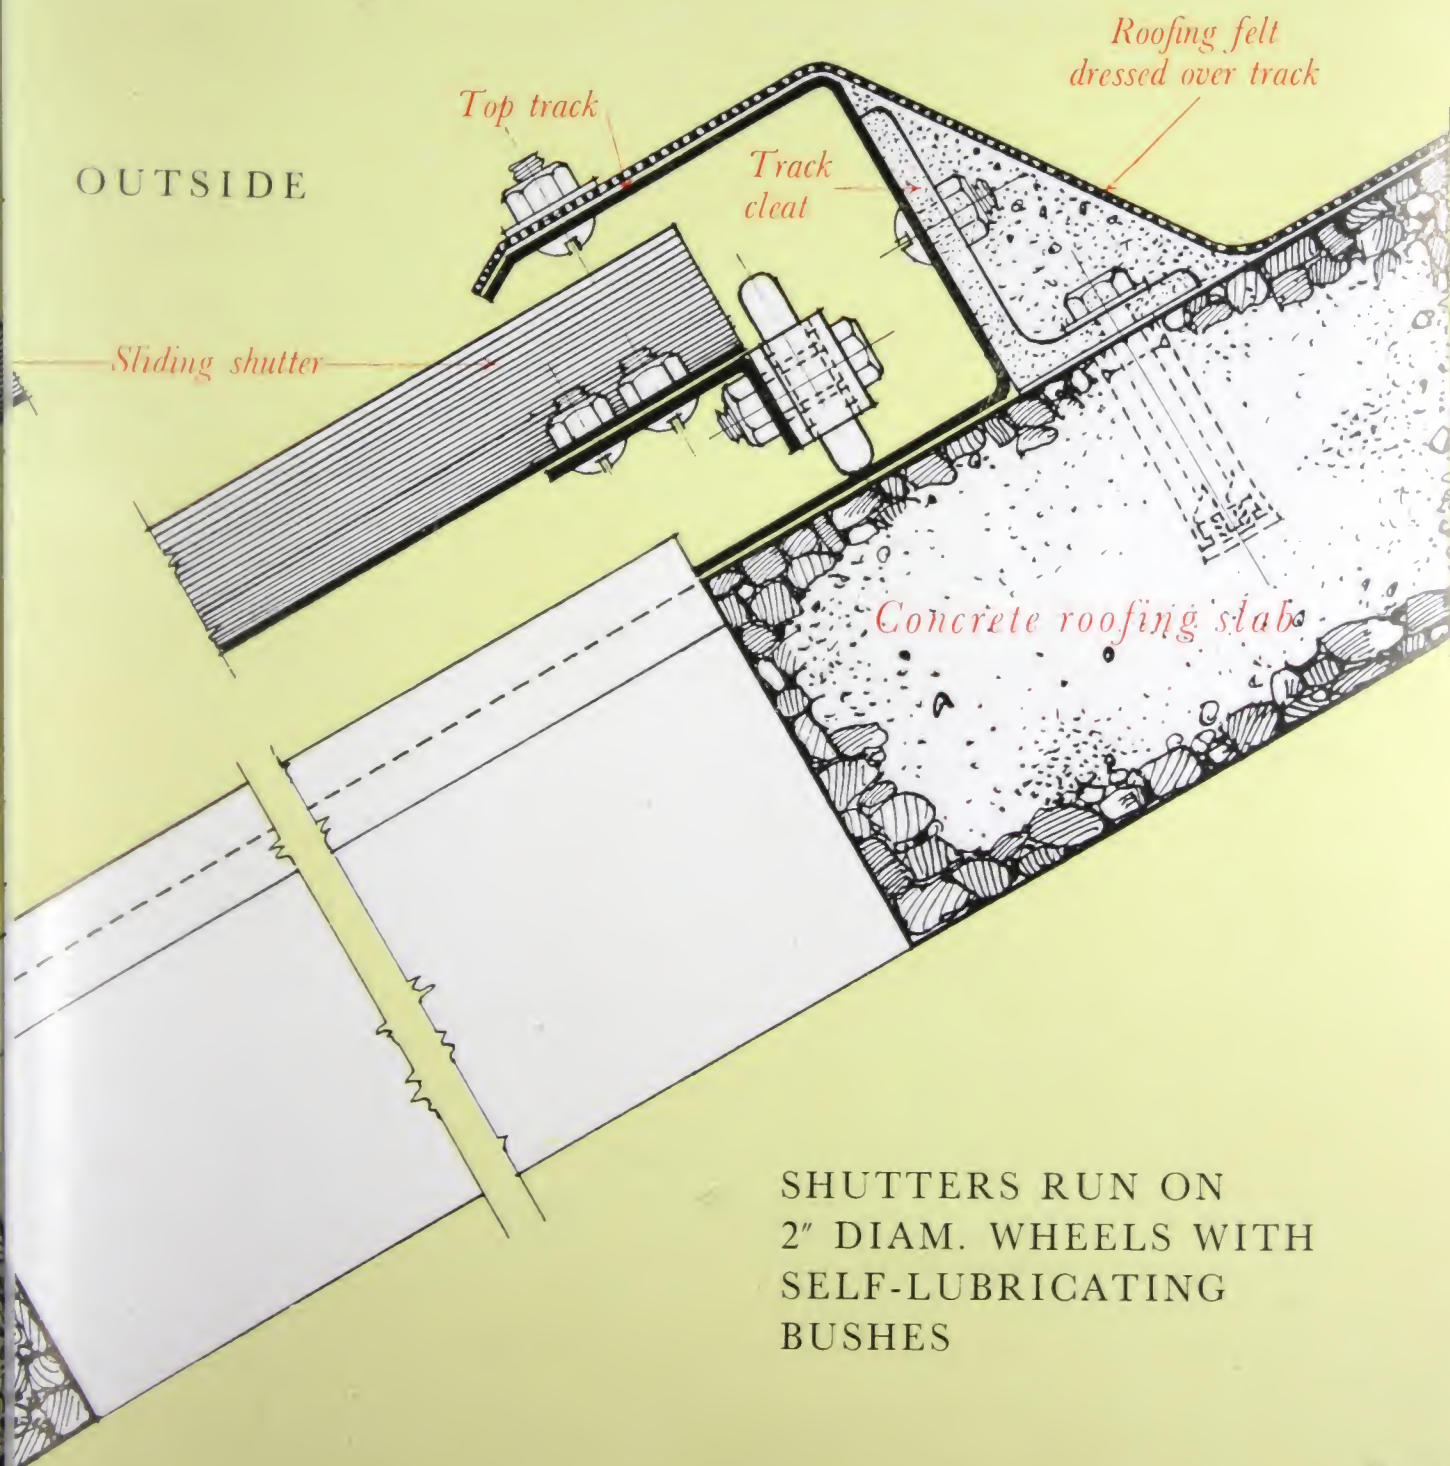 Roofing felt
dressed over track
Top track
Track
cleat
OUTSIDE
Sliding shutter
Concrete roofing slab
SHUTTERS RUN ON
2″ DIAM. WHEELS WITH
SELF-LUBRICATING
BUSHES